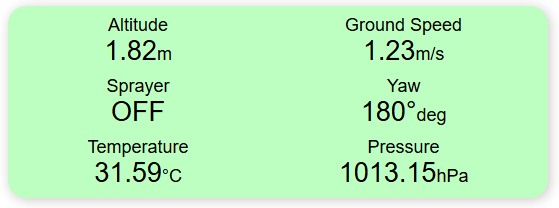 Altitude Ground Speed
1.82m 1.23m/s
Sprayer Yaw
OFF 180°deg
Temperature Pressure
31.59°C 1013.15hPa